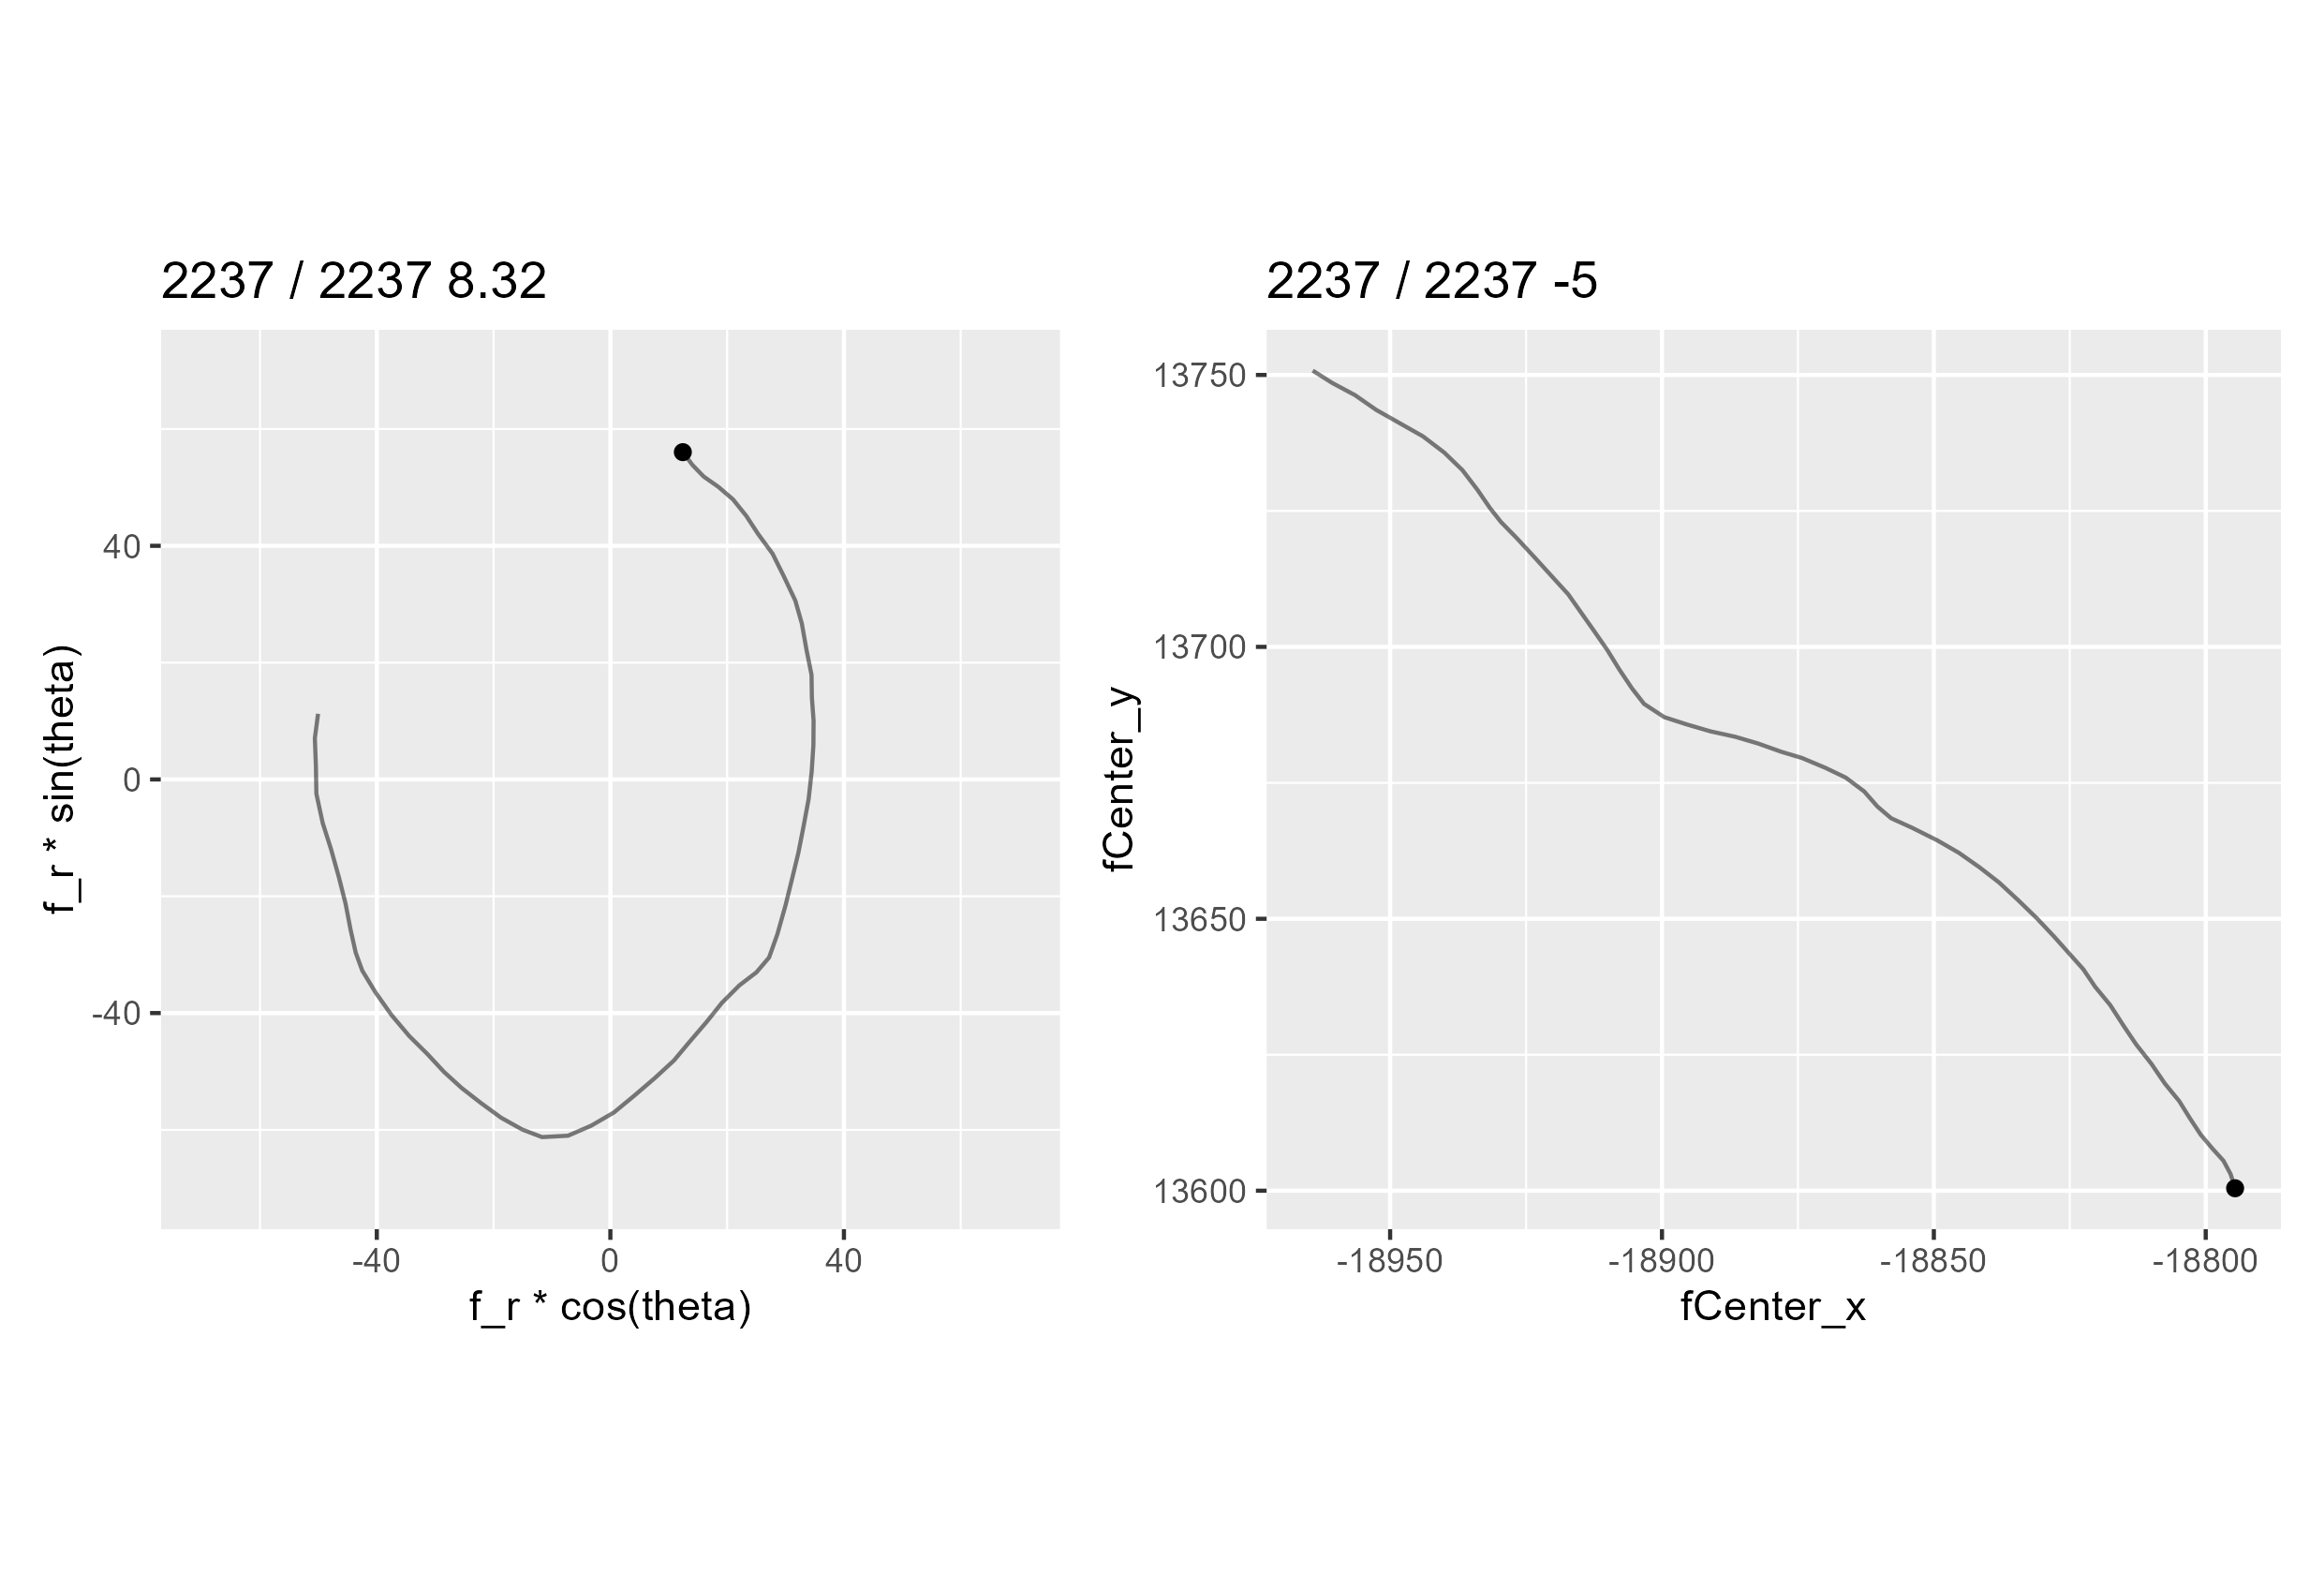 2237 / 2237 8.32
40
0
-40
f_r * sin(theta)
-40 0 40
f_r * cos(theta)
2237 / 2237 -5
13750
13700
13650
13600
fCenter_y
-18950 -18900 -18850 -18800
fCenter_x